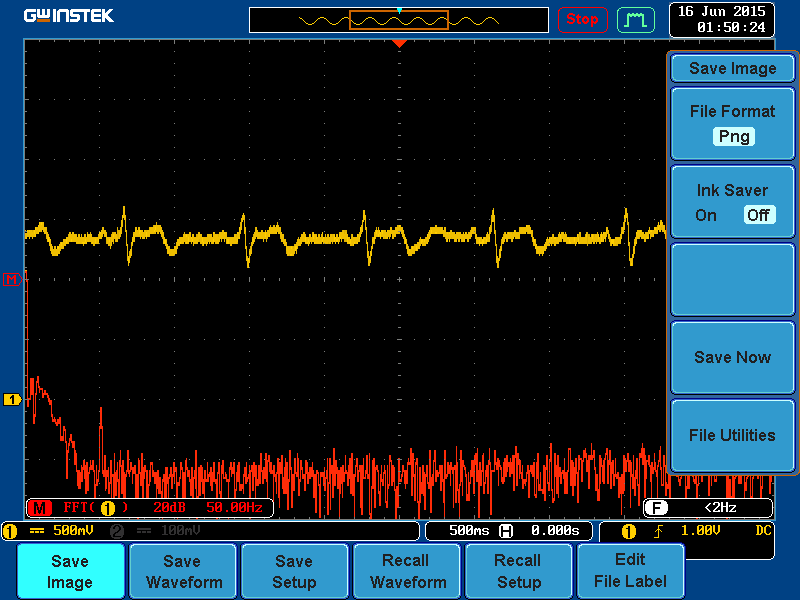 GWINSTEK
Stop
16 Jun 2015
01:50:24
Save Image
File Format
Png
Ink Saver
On Off
M
Save Now
1
File Utilities
M FFT( 1 ) 20dB 50.00Hz
F <2Hz
1 500mV 2 100mV
500ms H 0.000s
1 1.00V DC
Save
Image
Save
Waveform
Save
Setup
Recall
Waveform
Recall
Setup
Edit
File Label